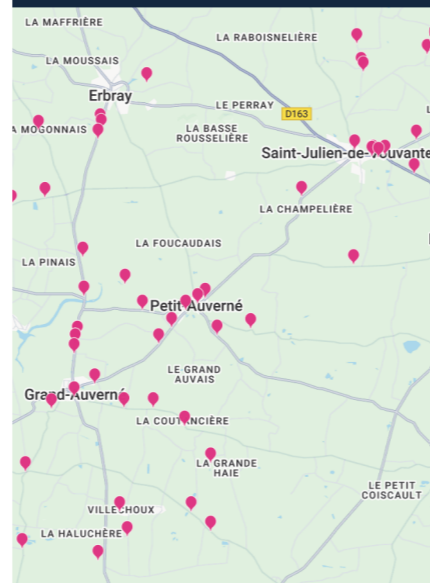 LA MAFFRIÈRE
LA RABOISNELIÈRE
LA MOUSSAIS
Erbray
LE PERRAY
D163
A MOGONNAIS
LA BASSE
ROUSSELIÈRE
Saint-Julien-de-Vouvante
LA CHAMPELIÈRE
LA FOUCAUDAIS
LA PINAIS
Petit-Auverné
LE GRAND
AUVAIS
Grand-Auverné
LA COUTANCIÈRE
LA GRANDE
HAIE
LE PETIT
COISCAULT
VILLECHOUX
LA HALUCHÈRE